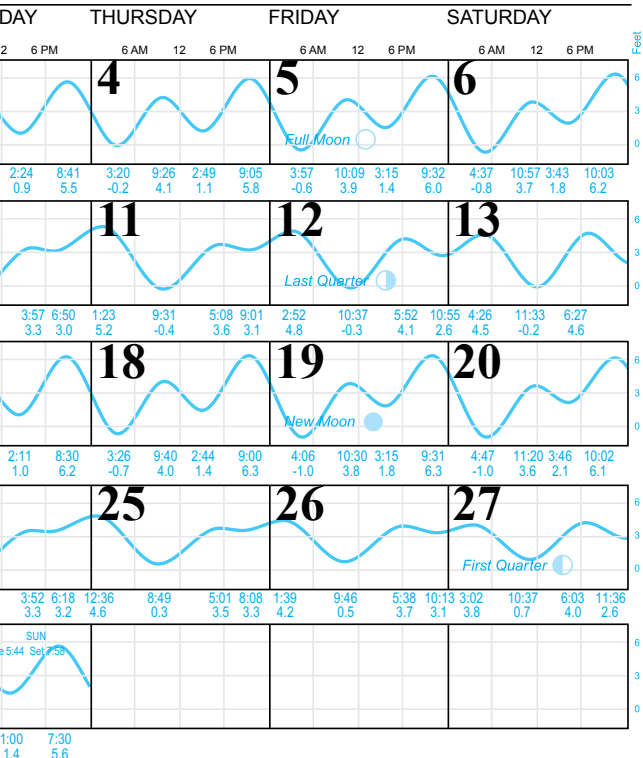 DAY THURSDAY FRIDAY SATURDAY
2 6 PM 6 AM 12 6 PM 6 AM 12 6 PM 6 AM 12 6 PM Feet
4 5 6 6
3
Full Moon 0
2:24 8:41 3:20 9:26 2:49 9:05 3:57 10:09 3:15 9:32 4:37 10:57 3:43 10:03
0.9 5.5 -0.2 4.1 1.1 5.8 -0.6 3.9 1.4 6.0 -0.8 3.7 1.8 6.2
11 12 13 6
3
Last Quarter 0
3:57 6:50 1:23 9:31 5:08 9:01 2:52 10:37 5:52 10:55 4:26 11:33 6:27
3.3 3.0 5.2 -0.4 3.6 3.1 4.8 -0.3 4.1 2.6 4.5 -0.2 4.6
18 19 20 6
3
New Moon 0
2:11 8:30 3:26 9:40 2:44 9:00 4:06 10:30 3:15 9:31 4:47 11:20 3:46 10:02
1.0 6.2 -0.7 4.0 1.4 6.3 -1.0 3.8 1.8 6.3 -1.0 3.6 2.1 6.1
25 26 27 6
3
First Quarter 0
3:52 6:18 12:36 8:49 5:01 8:08 1:39 9:46 5:38 10:13 3:02 10:37 6:03 11:36
3.3 3.2 4.6 0.3 3.5 3.3 4.2 0.5 3.7 3.1 3.8 0.7 4.0 2.6
SUN 6
e 5:44 Set 7:58
3
0
1:00 7:30
1.4 5.6